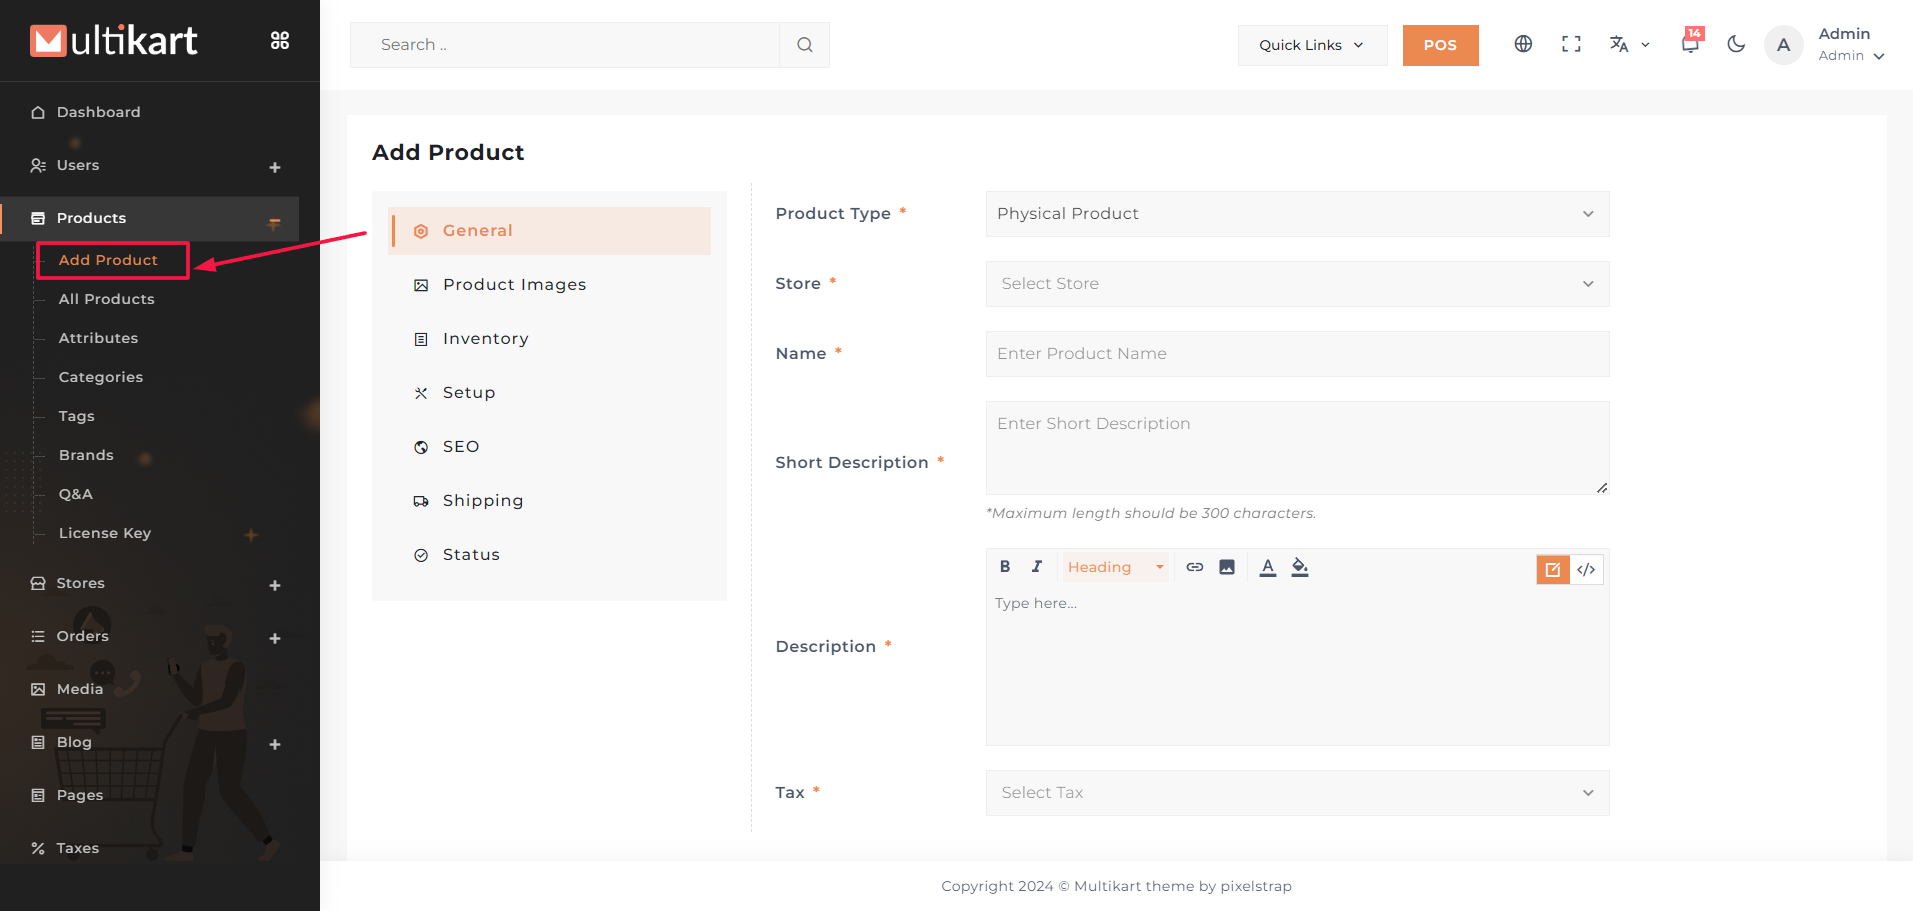 Multikart
Search ..
Quick Links
POS
14
A
Admin
Admin
Dashboard
Users
Products
Add Product
All Products
Attributes
Categories
Tags
Brands
Q&A
License Key
Stores
Orders
Media
Blog
Pages
Taxes
Add Product
General
Product Images
Inventory
Setup
SEO
Shipping
Status
Product Type *
Physical Product
Store *
Select Store
Name *
Enter Product Name
Short Description *
Enter Short Description
*Maximum length should be 300 characters.
Description *
B I Heading A </>
Type here...
Tax *
Select Tax
Copyright 2024 © Multikart theme by pixelstrap